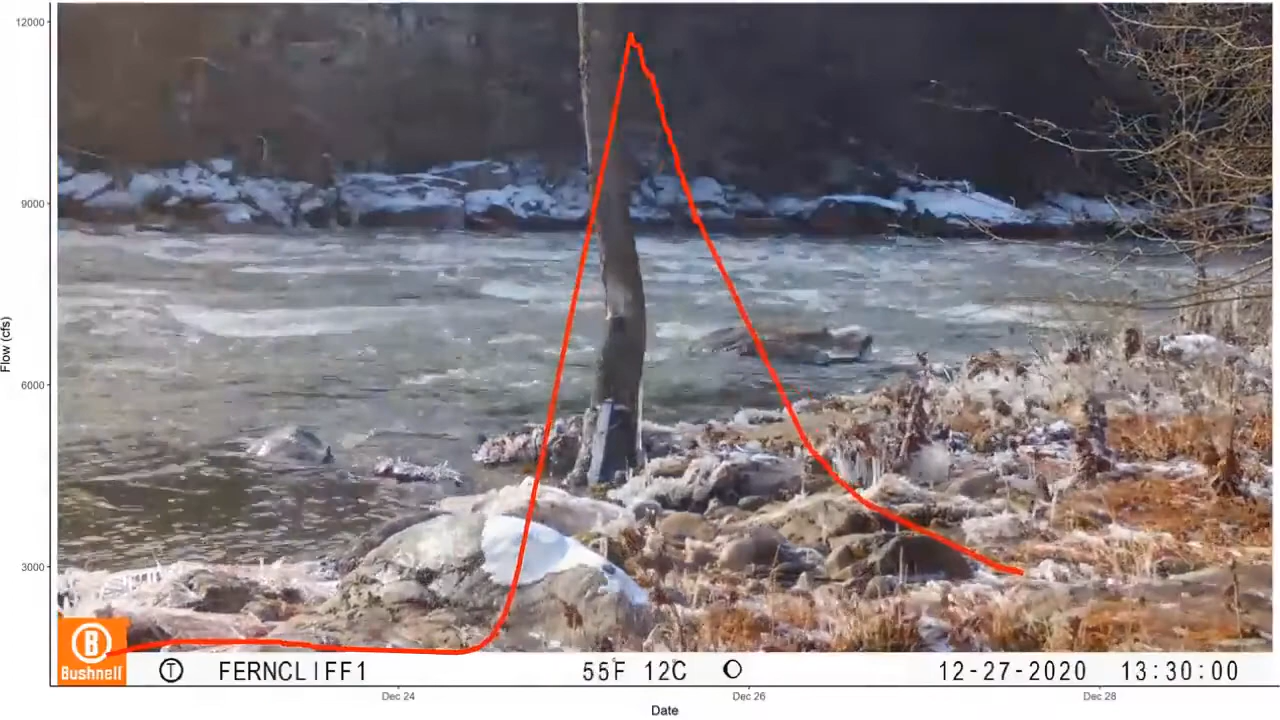 12000
9000
6000
3000
Flow (cfs)
B
Bushnell
T FERNCLIFF1 55F 12C 12-27-2020 13:30:00
Dec 24 Dec 26 Dec 28
Date